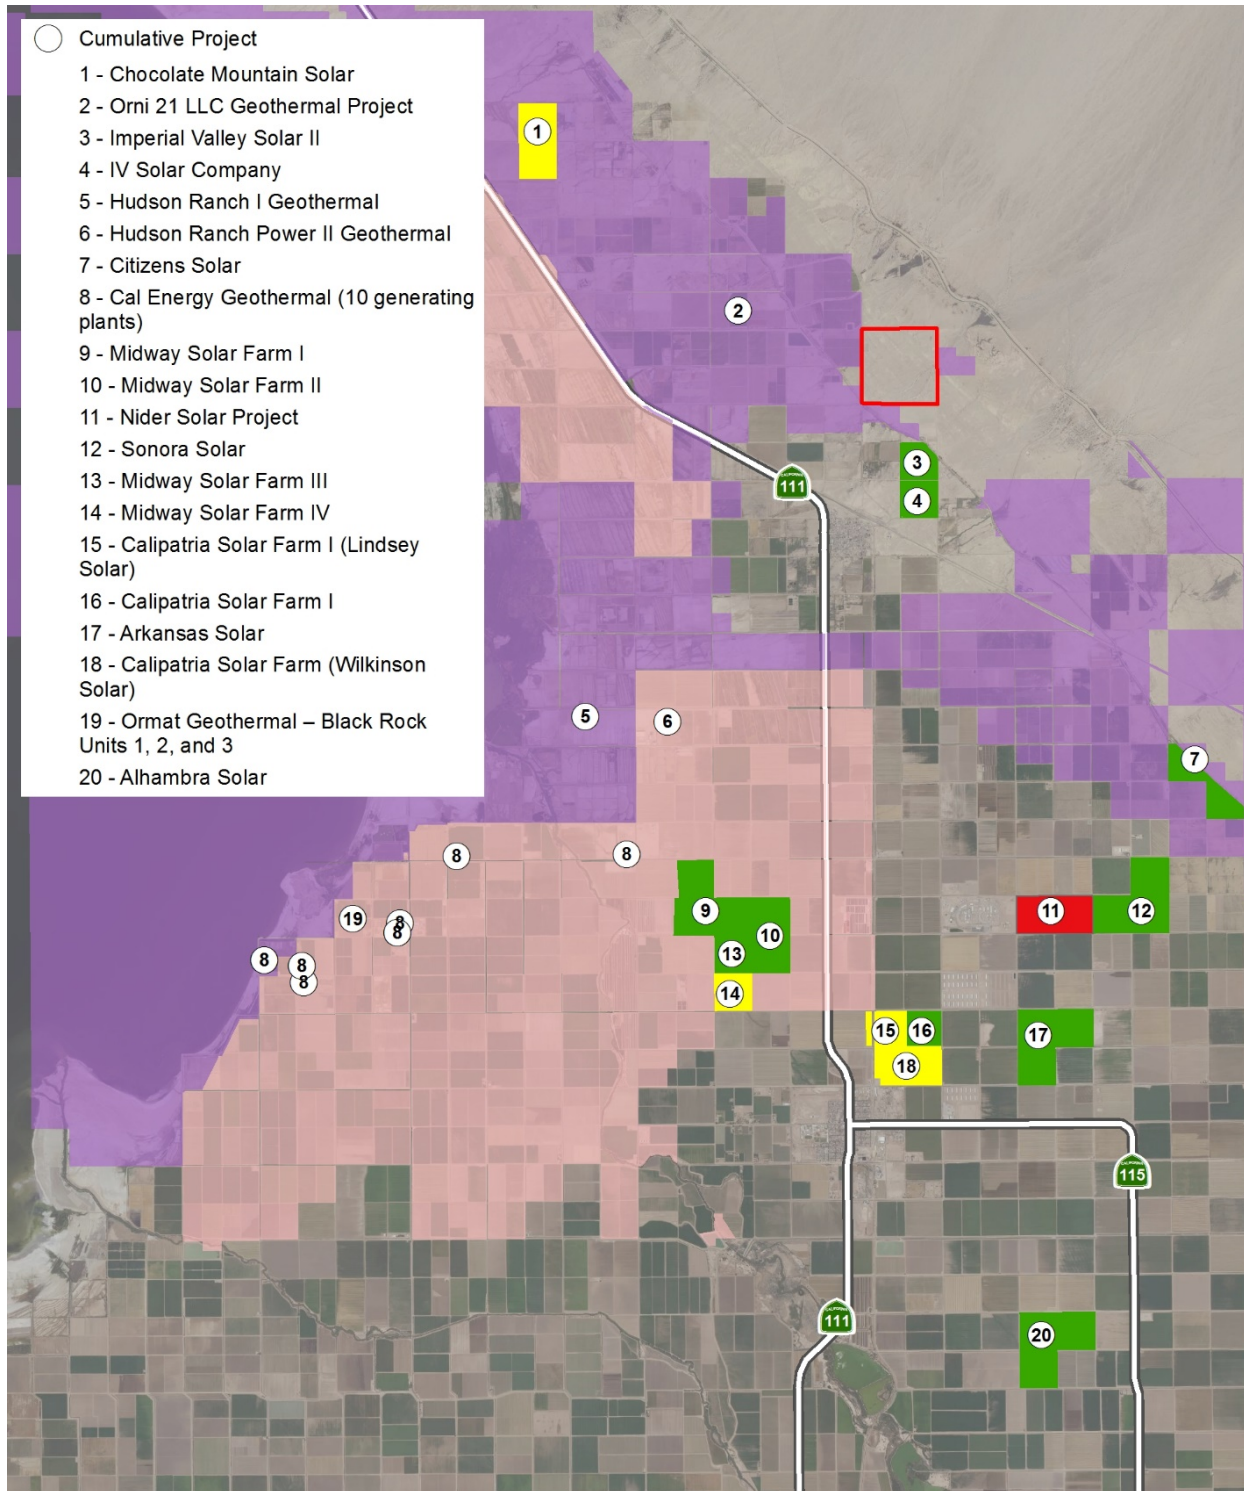 Cumulative Project
1 - Chocolate Mountain Solar
2 - Orni 21 LLC Geothermal Project
3 - Imperial Valley Solar II
4 - IV Solar Company
5 - Hudson Ranch I Geothermal
6 - Hudson Ranch Power II Geothermal
7 - Citizens Solar
8 - Cal Energy Geothermal (10 generating
plants)
9 - Midway Solar Farm I
10 - Midway Solar Farm II
11 - Nider Solar Project
12 - Sonora Solar
13 - Midway Solar Farm III
14 - Midway Solar Farm IV
15 - Calipatria Solar Farm I (Lindsey
Solar)
16 - Calipatria Solar Farm I
17 - Arkansas Solar
18 - Calipatria Solar Farm (Wilkinson
Solar)
19 - Ormat Geothermal – Black Rock
Units 1, 2, and 3
20 - Alhambra Solar
1
2
3
CALIFORNIA
111
4
5
6
7
8
8
9
11
12
19
8
8
10
13
8
8
8
14
15
16
17
18
CALIFORNIA
115
CALIFORNIA
111
20